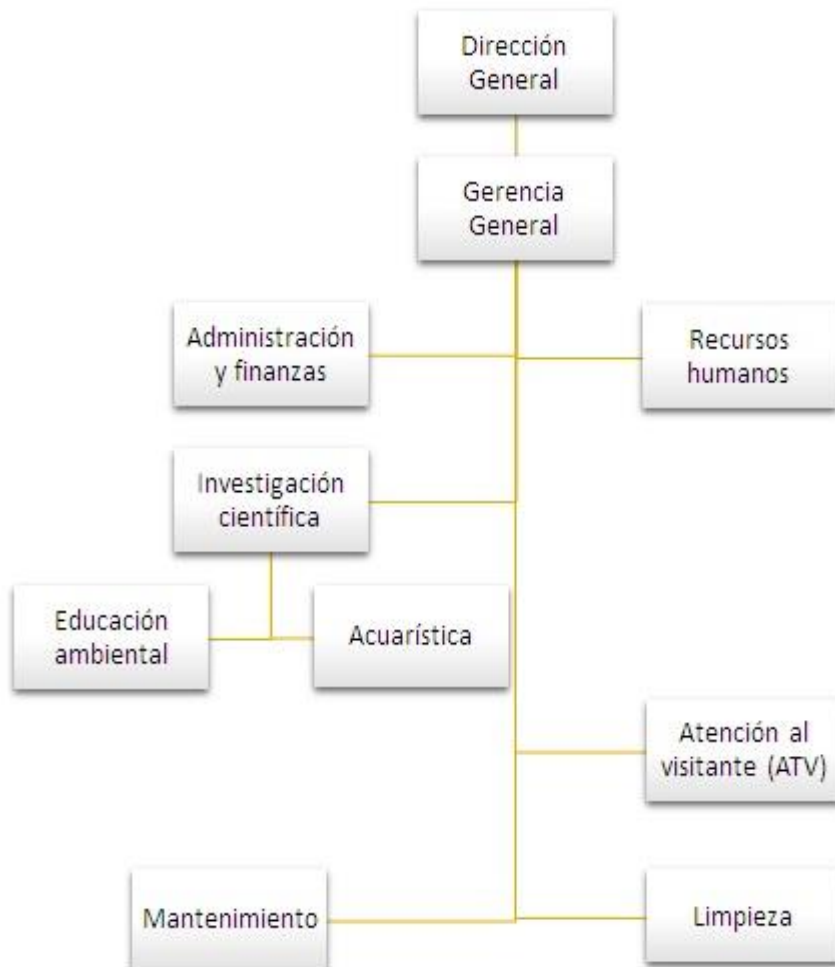 Dirección
General
Gerencia
General
Administración
y finanzas
Recursos
humanos
Investigación
científica
Educación
ambiental
Acuarística
Atención al
visitante (ATV)
Mantenimiento
Limpieza